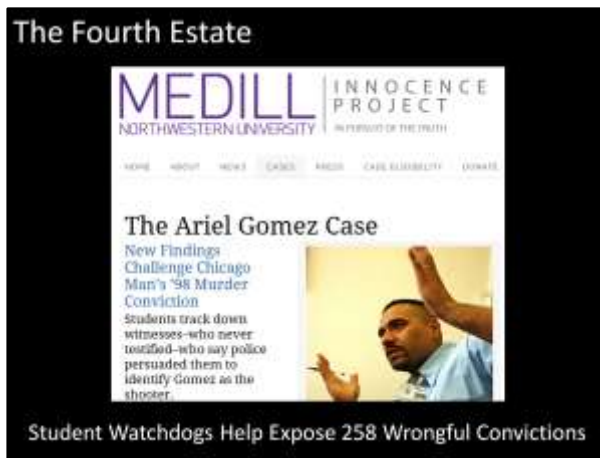 The Fourth Estate
MEDILL
NORTHWESTERN UNIVERSITY
INNOCENCE
PROJECT
IN PURSUIT OF THE TRUTH
HOME ABOUT NEWS CASES PRESS CASE ELIGIBILITY DONATE
The Ariel Gomez Case
New Findings
Challenge Chicago
Man's '98 Murder
Conviction
Students track down
witnesses–who never
testified–who say police
persuaded them to
identify Gomez as the
shooter.
Student Watchdogs Help Expose 258 Wrongful Convictions